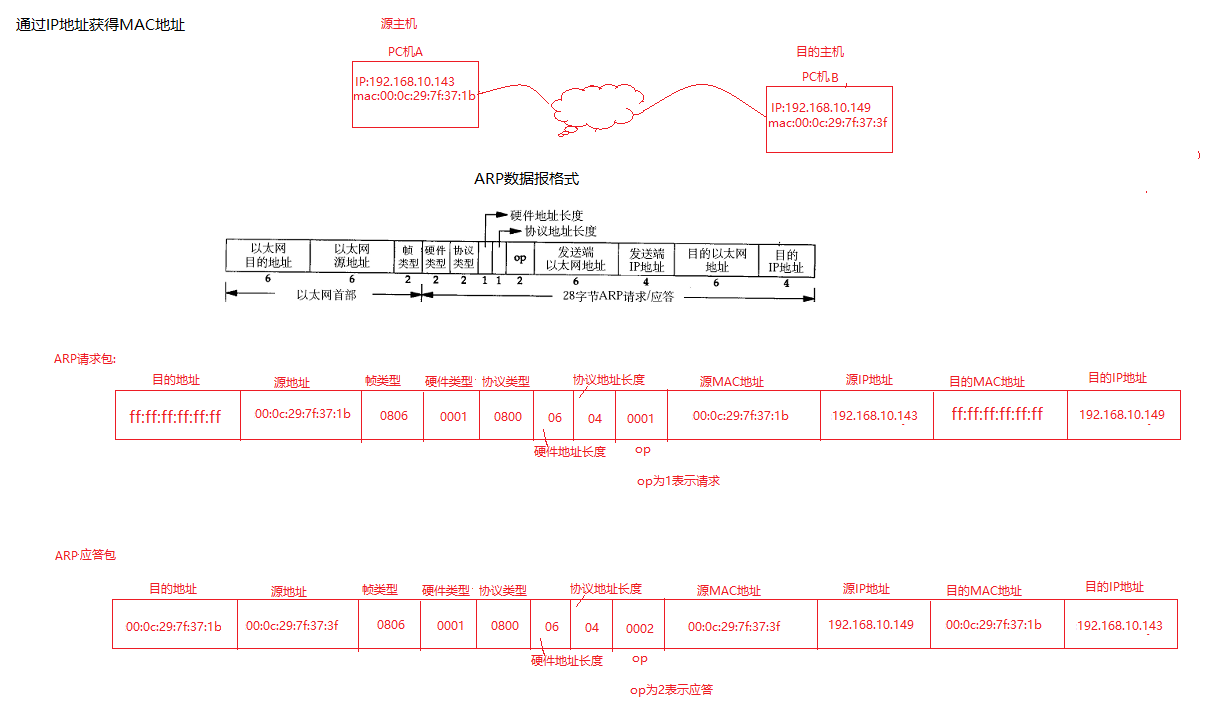 通过IP地址获得MAC地址
源主机
PC机A
IP:192.168.10.143
mac:00:0c:29:7f:37:1b
目的主机
PC机B
IP:192.168.10.149
mac:00:0c:29:7f:37:3f
ARP数据报格式
硬件地址长度
协议地址长度
以太网
目的地址
以太网
源地址
帧
类型
硬件
类型
协议
类型
op
发送端
以太网地址
发送端
IP地址
目的以太网
地址
目的
IP地址
6 6 2 2 2 1 1 2 6 4 6 4
以太网首部
28字节ARP请求/应答
ARP请求包:
目的地址 源地址 帧类型 硬件类型 协议类型 协议地址长度 源MAC地址 源IP地址 目的MAC地址 目的IP地址
ff:ff:ff:ff:ff:ff 00:0c:29:7f:37:1b 0806 0001 0800 06 04 0001 00:0c:29:7f:37:1b 192.168.10.143 ff:ff:ff:ff:ff:ff 192.168.10.149
硬件地址长度 op
op为1表示请求
ARP应答包
目的地址 源地址 帧类型 硬件类型 协议类型 协议地址长度 源MAC地址 源IP地址 目的MAC地址 目的IP地址
00:0c:29:7f:37:1b 00:0c:29:7f:37:3f 0806 0001 0800 06 04 0002 00:0c:29:7f:37:3f 192.168.10.149 00:0c:29:7f:37:1b 192.168.10.143
硬件地址长度 op
op为2表示应答